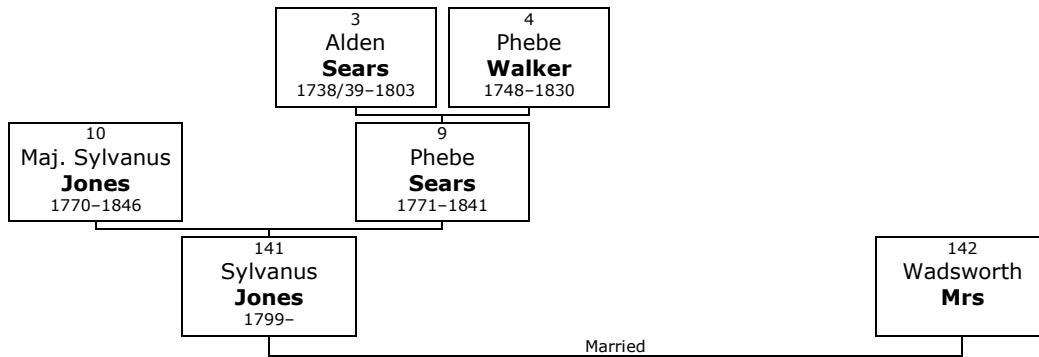 3
Alden
Sears
1738/39–1803
4
Phebe
Walker
1748–1830
10
Maj. Sylvanus
Jones
1770–1846
9
Phebe
Sears
1771–1841
141
Sylvanus
Jones
1799–
142
Wadsworth
Mrs
Married